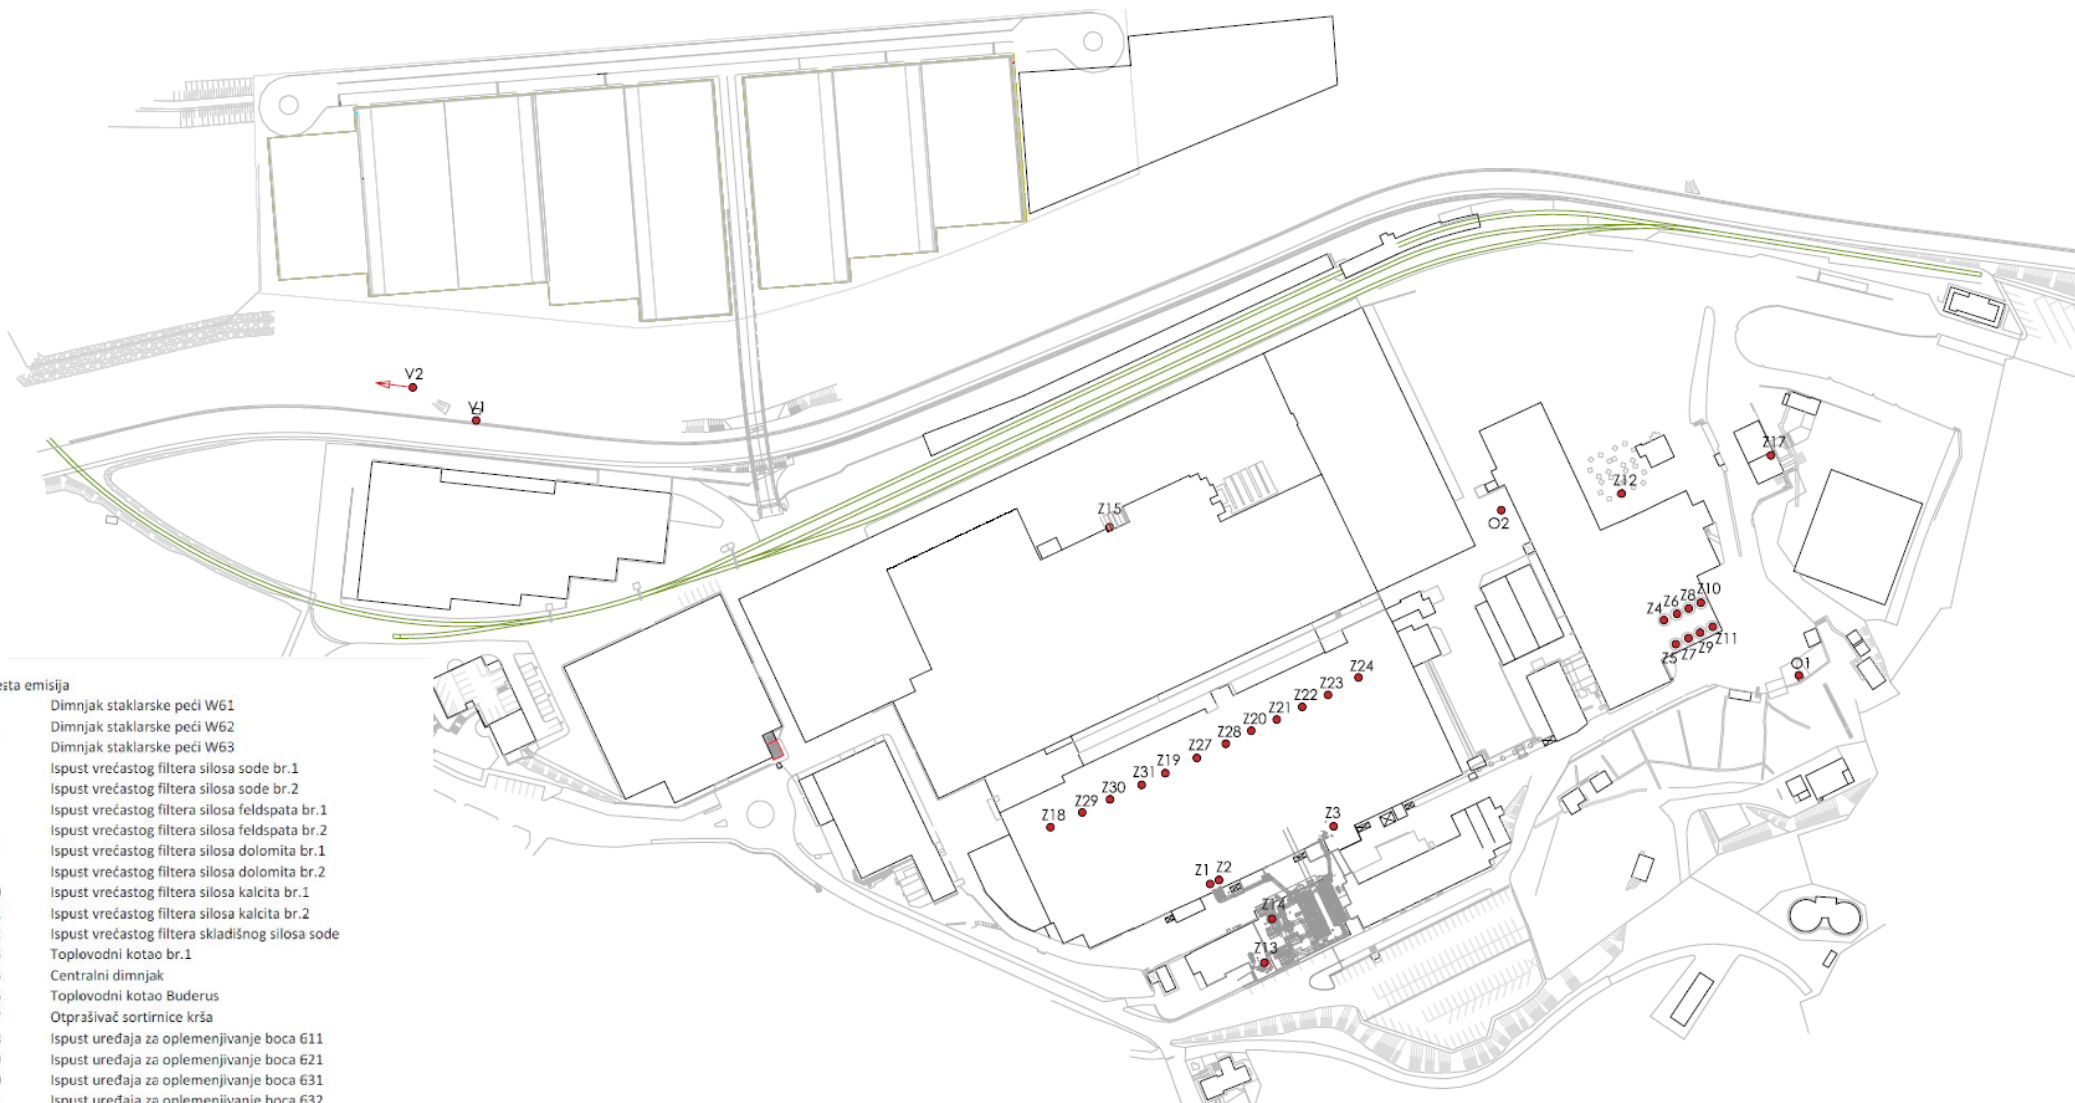 V2
V1
Z17
Z12
Z15
O2
Z10
Z8
Z6
Z4
Z11
Z9
Z7
Z5
O1
Z24
Z23
Z22
Z21
Z20
Z28
Z27
Z19
Z31
Z30
Z29
Z18
Z3
Z2
Z1
Z14
Z13
esta emisija
Dimnjak staklarske peći W61
Dimnjak staklarske peći W62
Dimnjak staklarske peći W63
Ispust vrećastog filtera silosa sode br.1
Ispust vrećastog filtera silosa sode br.2
Ispust vrećastog filtera silosa feldspata br.1
Ispust vrećastog filtera silosa feldspata br.2
Ispust vrećastog filtera silosa dolomita br.1
Ispust vrećastog filtera silosa dolomita br.2
Ispust vrećastog filtera silosa kalcita br.1
Ispust vrećastog filtera silosa kalcita br.2
Ispust vrećastog filtera skladišnog silosa sode
Toplovodni kotao br.1
Centralni dimnjak
Toplovodni kotao Buderus
Otprašivač sortirnice krša
Ispust uređaja za oplemenjivanje boca 611
Ispust uređaja za oplemenjivanje boca 621
Ispust uređaja za oplemenjivanje boca 631
Ispust uređaja za oplemenjivanje boca 632